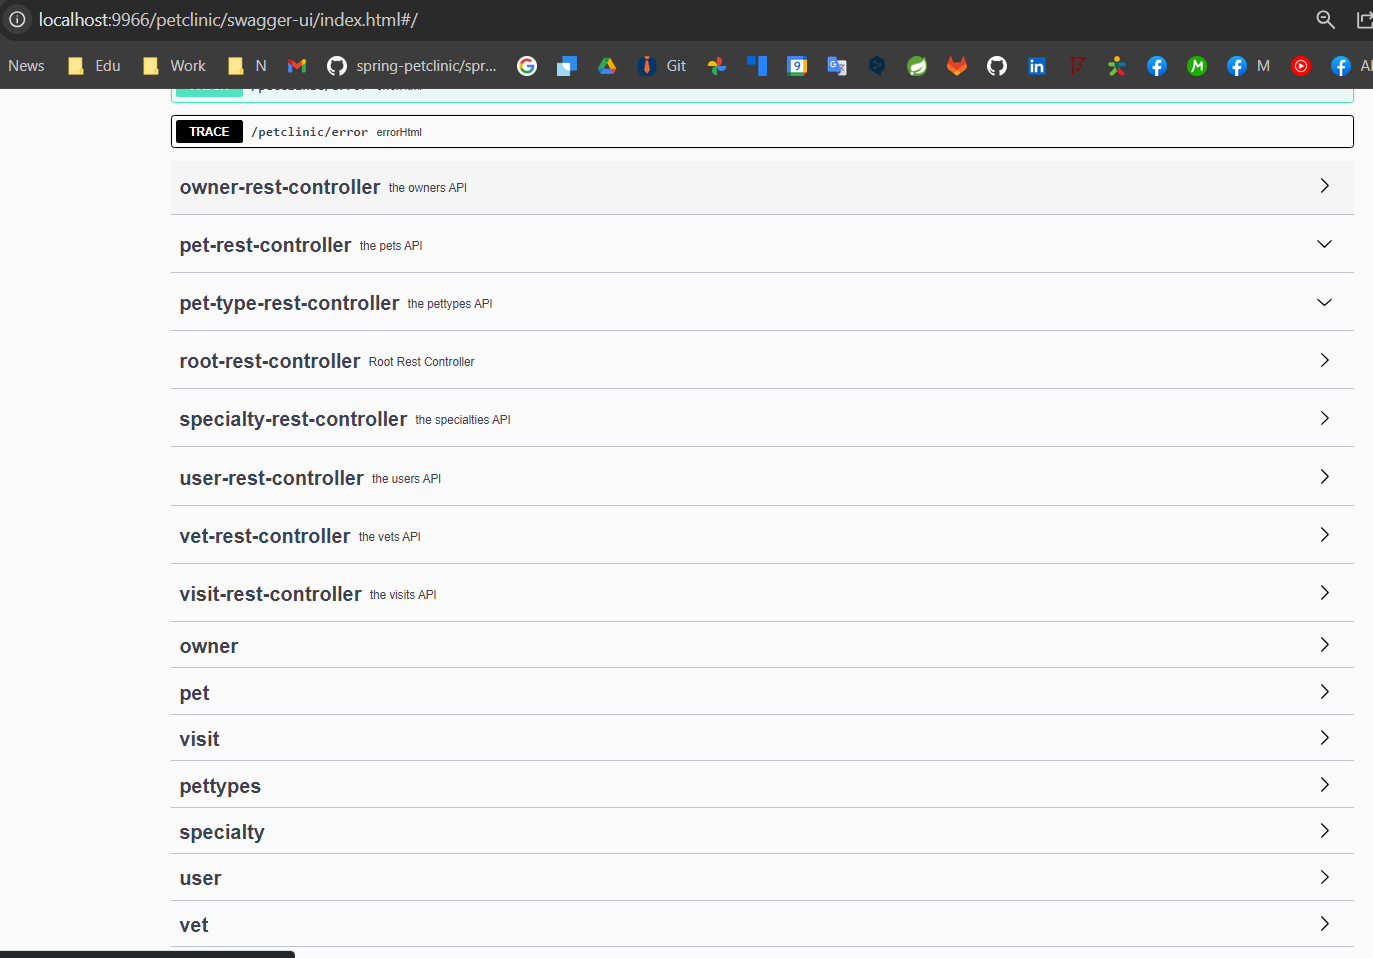 localhost:9966/petclinic/swagger-ui/index.html#/
News Edu Work N spring-petclinic/spr... Git 9 M
TRACE /petclinic/error errorHtml
owner-rest-controller the owners API
pet-rest-controller the pets API
pet-type-rest-controller the pettypes API
root-rest-controller Root Rest Controller
specialty-rest-controller the specialties API
user-rest-controller the users API
vet-rest-controller the vets API
visit-rest-controller the visits API
owner
pet
visit
pettypes
specialty
user
vet